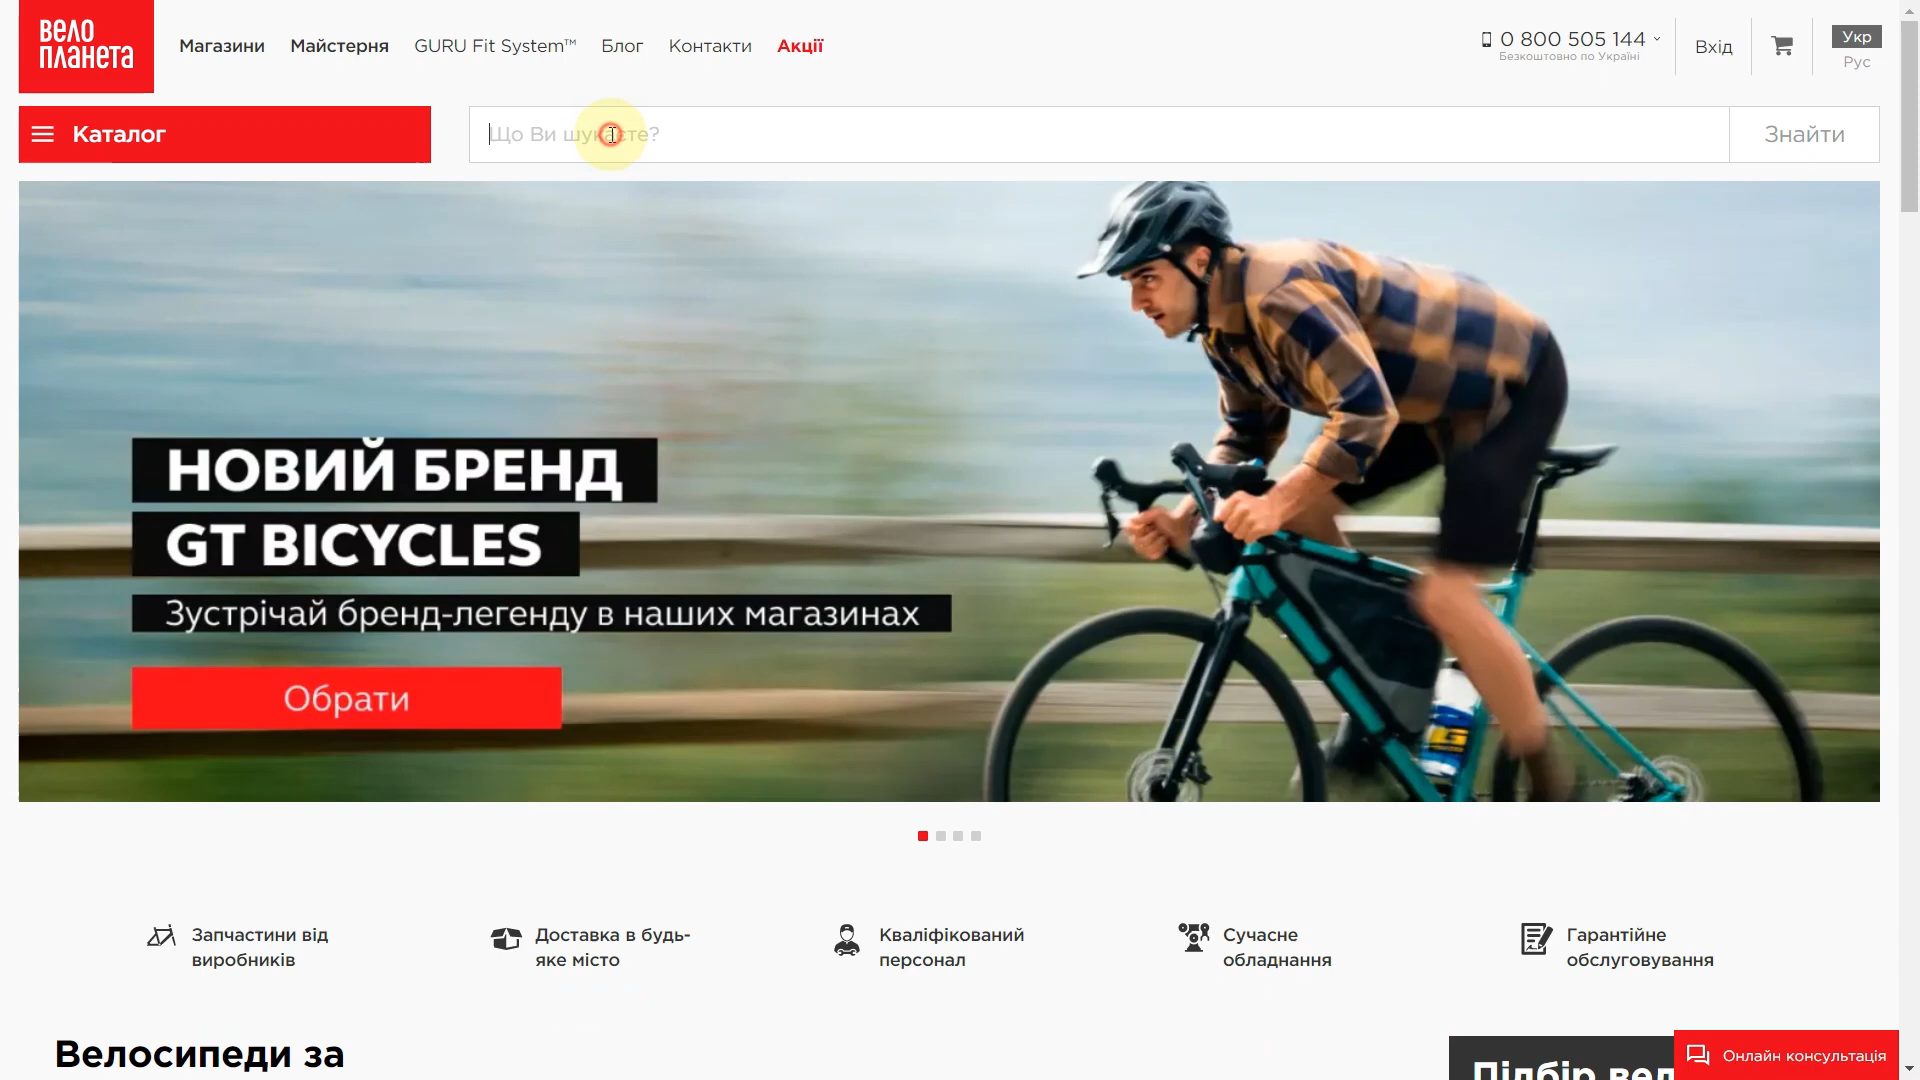 вело
планета
Магазини
Майстерня
GURU Fit System™
Блог
Контакти
Акції
0 800 505 144
Безкоштовно по Україні
Вхід
Укр
Рус
Каталог
Що Ви шукаєте?
Знайти
НОВИЙ БРЕНД
GT BICYCLES
Зустрічай бренд-легенду в наших магазинах
Обрати
Запчастини від
виробників
Доставка в будь-
яке місто
Кваліфікований
персонал
Сучасне
обладнання
Гарантійне
обслуговування
Велосипеди за
Підбір вел
Онлайн консультація